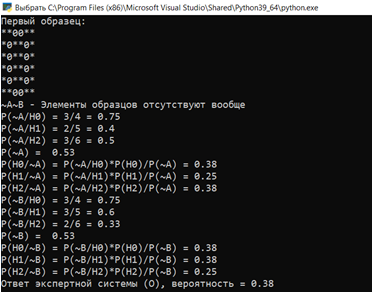 Выбрать C:\Program Files (x86)\Microsoft Visual Studio\Shared\Python39_64\python.exe
Первый образец:
**00**
*0**0*
*0**0*
*0**0*
*0**0*
**00**
~A~B - Элементы образцов отсутствуют вообще
P(~A/H0) = 3/4 = 0.75
P(~A/H1) = 2/5 = 0.4
P(~A/H2) = 3/6 = 0.5
P(~A) =  0.53
P(H0/~A) = P(~A/H0)*P(H0)/P(~A) = 0.38
P(H1/~A) = P(~A/H1)*P(H1)/P(~A) = 0.25
P(H2/~A) = P(~A/H2)*P(H2)/P(~A) = 0.38
P(~B/H0) = 3/4 = 0.75
P(~B/H1) = 3/5 = 0.6
P(~B/H2) = 2/6 = 0.33
P(~B) =  0.53
P(H0/~B) = P(~B/H0)*P(H0)/P(~B) = 0.38
P(H1/~B) = P(~B/H1)*P(H1)/P(~B) = 0.38
P(H2/~B) = P(~B/H2)*P(H2)/P(~B) = 0.25
Ответ экспертной системы (O), вероятность = 0.38